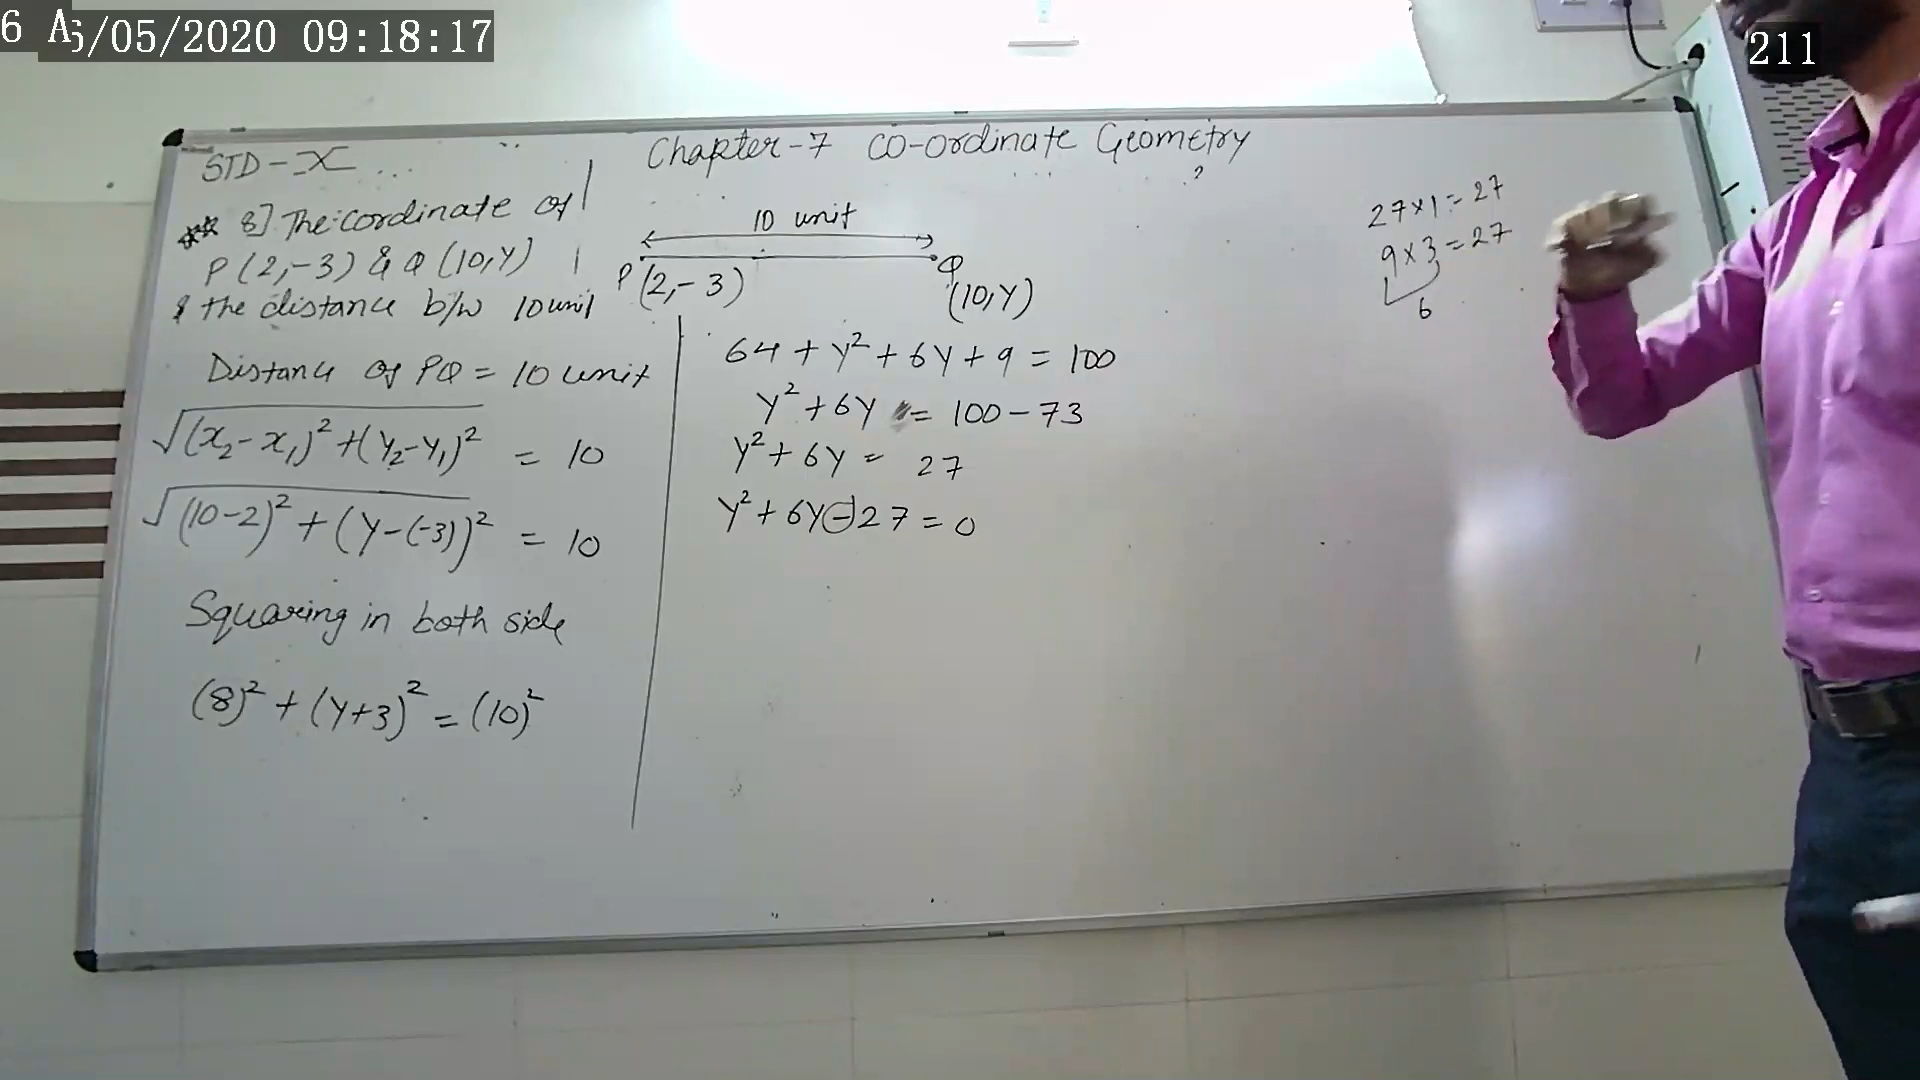 6 A
5/05/2020 09:18:17
211
STD-X
Chapter-7 CO-Ordinate Geometry
** 8] The cordinate of
P(2,-3) & Q(10,Y)
& the distance b/w 10 unit
Distance of PQ = 10 unit
√(x₂-x₁)²+(Y₂-Y₁)² = 10
√(10-2)²+(Y-(-3))² = 10
Squaring in both side
(8)²+(Y+3)² = (10)²
10 unit
P(2,-3)
Q
(10,Y)
64+Y²+6Y+9 = 100
Y²+6Y = 100-73
Y²+6Y = 27
Y²+6Y-27 = 0
27×1 = 27
9×3 = 27
6